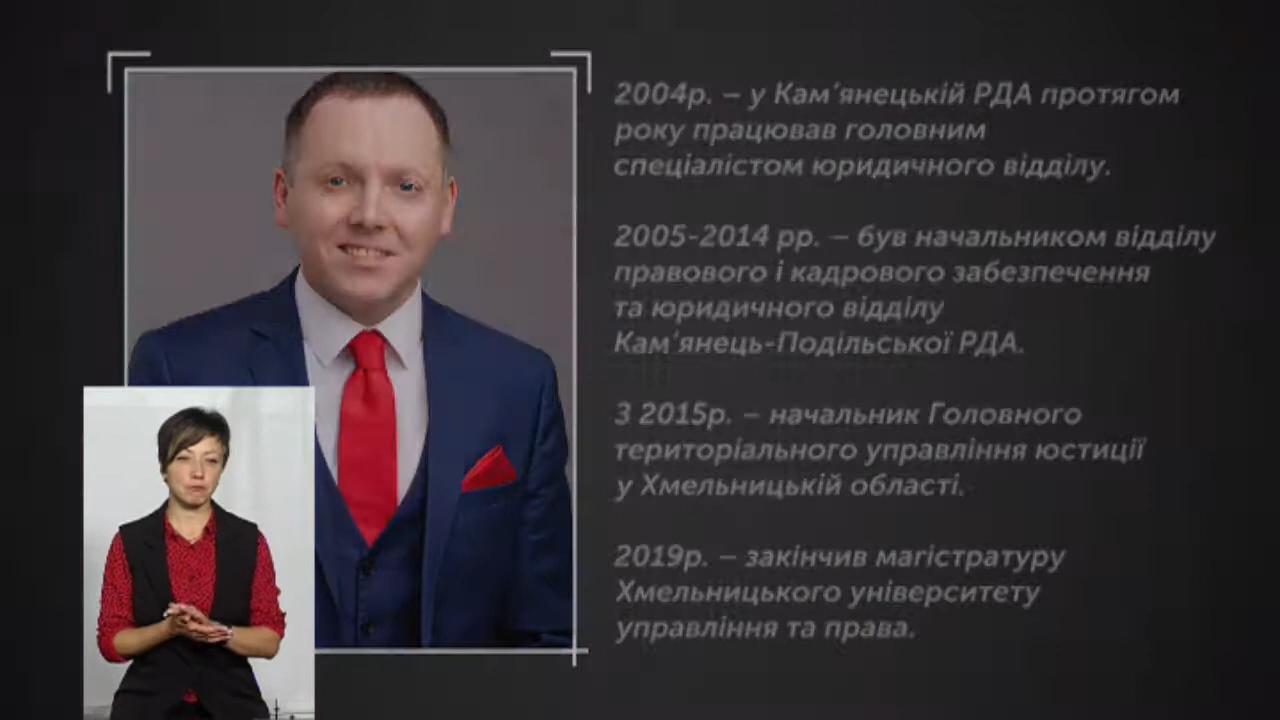 2004р. – у Кам'янецькій РДА протягом
року працював головним
спеціалістом юридичного відділу.
2005-2014 рр. – був начальником відділу
правового і кадрового забезпечення
та юридичного відділу
Кам'янець-Подільської РДА.
З 2015р. – начальник Головного
територіального управління юстиції
у Хмельницькій області.
2019р. – закінчив магістратуру
Хмельницького університету
управління та права.